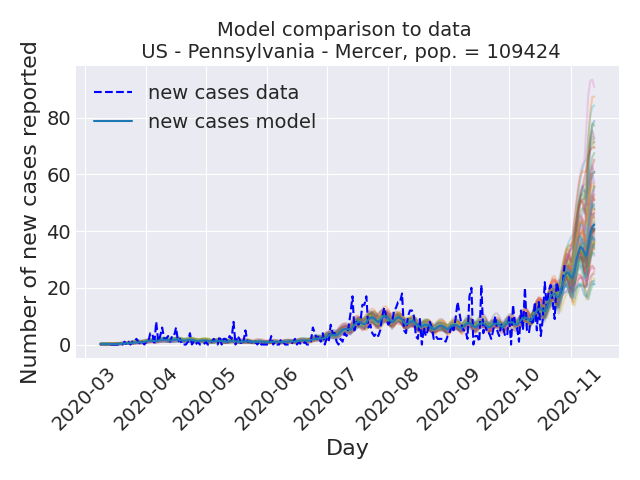 Model comparison to data
US - Pennsylvania - Mercer, pop. = 109424
Number of new cases reported
80
60
40
20
0
new cases data
new cases model
2020-03
2020-04
2020-05
2020-06
2020-07
2020-08
2020-09
2020-10
2020-11
Day